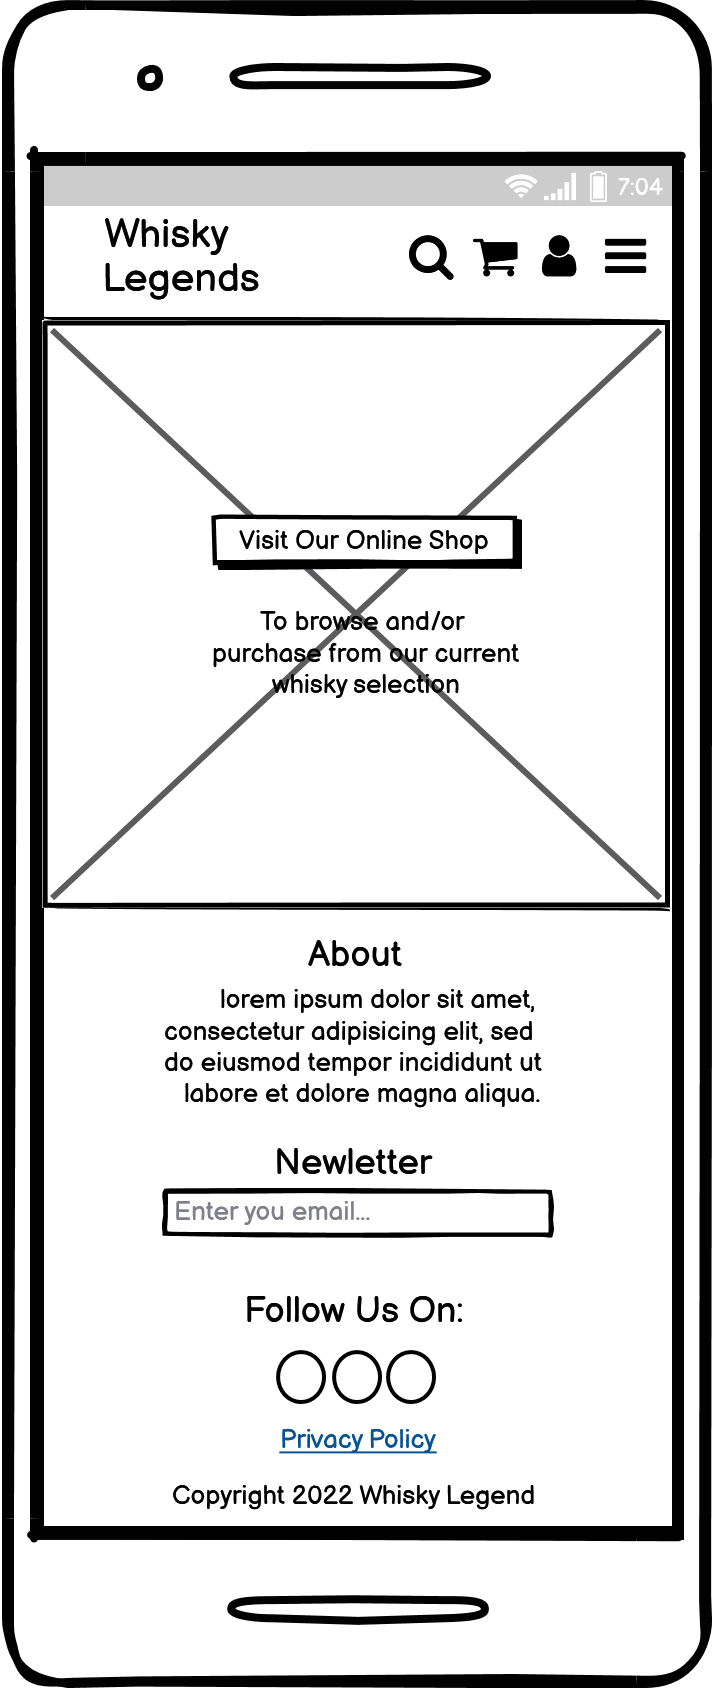 7:04
Whisky
Legends
Visit Our Online Shop
To browse and/or
purchase from our current
whisky selection
About
lorem ipsum dolor sit amet,
consectetur adipisicing elit, sed
do eiusmod tempor incididunt ut
labore et dolore magna aliqua.
Newletter
Enter you email...
Follow Us On:
Privacy Policy
Copyright 2022 Whisky Legend